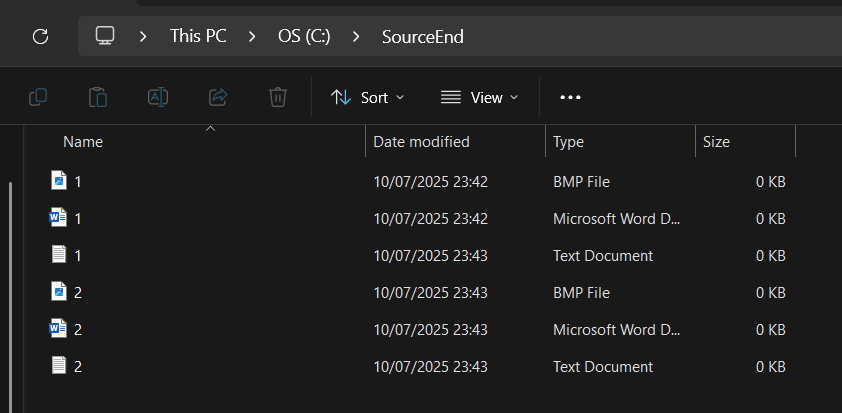 This PC > OS (C:) > SourceEnd
Sort View
Name Date modified Type Size
1 10/07/2025 23:42 BMP File 0 KB
1 10/07/2025 23:42 Microsoft Word D... 0 KB
1 10/07/2025 23:43 Text Document 0 KB
2 10/07/2025 23:43 BMP File 0 KB
2 10/07/2025 23:43 Microsoft Word D... 0 KB
2 10/07/2025 23:43 Text Document 0 KB